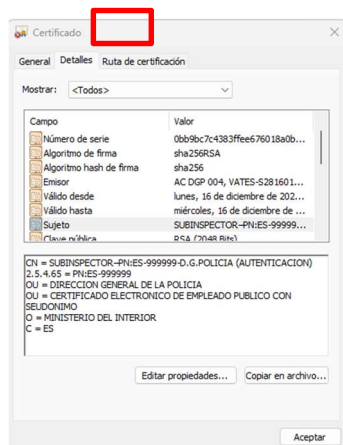 Certificado
General Detalles Ruta de certificación
Mostrar: <Todos>
Campo Valor
Número de serie 0bb9bc7c4383ffee676018a0b...
Algoritmo de firma sha256RSA
Algoritmo hash de firma sha256
Emisor AC DGP 004, VATES-S281601...
Válido desde lunes, 16 de diciembre de 202...
Válido hasta miércoles, 16 de diciembre de ...
Sujeto SUBINSPECTOR–PN:ES-99999...
Clave pública RSA (2048 Bits)
CN = SUBINSPECTOR–PN:ES-999999-D.G.POLICIA (AUTENTICACION)
2.5.4.65 = PN:ES-999999
OU = DIRECCION GENERAL DE LA POLICIA
OU = CERTIFICADO ELECTRONICO DE EMPLEADO PUBLICO CON
SEUDONIMO
O = MINISTERIO DEL INTERIOR
C = ES
Editar propiedades... Copiar en archivo...
Aceptar